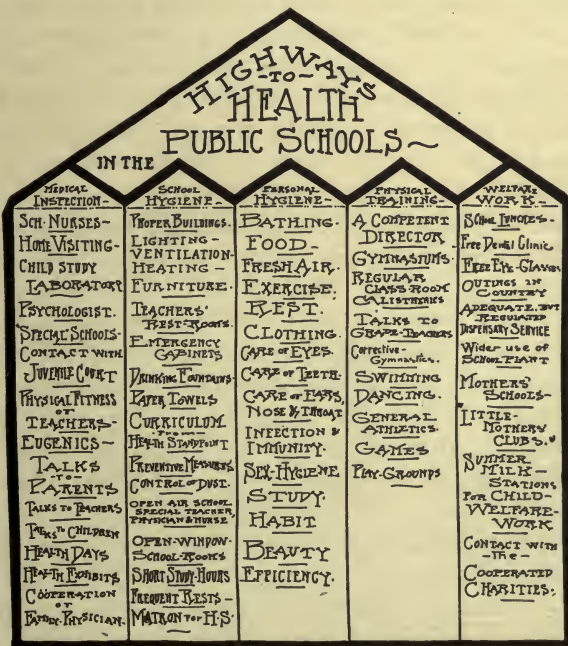 HIGHWAYS
-TO-
HEALTH
IN THE
PUBLIC SCHOOLS~
MEDICAL
INSPECTION-
SCH. NURSES-
HOME VISITING-
CHILD STUDY
LABORATORY
PSYCHOLOGIST.
SPECIAL SCHOOLS-
CONTACT WITH
JUVENILE COURT
PHYSICAL FITNESS
OF
TEACHERS-
EUGENICS-
TALKS
-TO-
PARENTS
TALKS TO TEACHERS
TALKS TO CHILDREN
HEALTH DAYS
HEALTH EXHIBITS
COÖPERATION
OF
FAMILY. PHYSICIAN.
SCHOOL
HYGIENE-
PROPER BUILDINGS.
LIGHTING-
VENTILATION-
HEATING-
FURNITURE.
TEACHERS'
REST-ROOMS.
EMERGENCY
CABINETS
DRINKING FOUNTAINS-
PAPER TOWELS
CURRICULUM
-FROM-
HEALTH STANDPOINT
PREVENTIVE MEASURES
CONTROL OF DUST.
OPEN AIR SCHOOL
SPECIAL TEACHER
PHYSICIAN & NURSE
OPEN-WINDOW-
SCHOOL-ROOMS
SHORT STUDY-HOURS
FREQUENT RESTS-
MATRON FOR H.S
PERSONAL
HYGIENE-
BATHING.
FOOD-
FRESH AIR.
EXERCISE.
REST.
CLOTHING.
CARE OF EYES.
CARE OF TEETH.
CARE OF EARS,
NOSE & THROAT
INFECTION &
IMMUNITY.
SEX-HYGIENE
STUDY.
HABIT
BEAUTY
EFFICIENCY.
PHYSICAL
TRAINING-
A COMPETENT
DIRECTOR
GYMNASIUMS.
REGULAR
CLASS-ROOM
CALISTHENICS
TALKS TO
GRADE-TEACHERS
Corrective-
Gymnastics.
SWIMMING
DANCING.
GENERAL
ATHLETICS.
GAMES
PLAY-GROUNDS
WELFARE
WORK-
SCHOOL LUNCHES-
Free Dental Clinic
FREE EYE-GLASSES
OUTINGS IN
COUNTRY
ADEQUATE, BUT
REGULATED
DISPENSARY SERVICE
Wider use of
SCHOOL PLANT
MOTHERS'
SCHOOLS-
"LITTLE-
MOTHERS'
CLUBS."
SUMMER
MILK-
STATIONS
FOR CHILD-
WELFARE-
WORK
CONTACT WITH
-THE-
COOPERATED
CHARITIES.